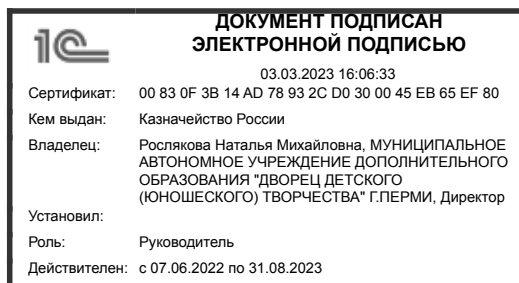 1С
ДОКУМЕНТ ПОДПИСАН
ЭЛЕКТРОННОЙ ПОДПИСЬЮ
03.03.2023 16:06:33
Сертификат: 00 83 0F 3B 14 AD 78 93 2C D0 30 00 45 EB 65 EF 80
Кем выдан: Казначейство России
Владелец: Рослякова Наталья Михайловна, МУНИЦИПАЛЬНОЕ
АВТОНОМНОЕ УЧРЕЖДЕНИЕ ДОПОЛНИТЕЛЬНОГО
ОБРАЗОВАНИЯ "ДВОРЕЦ ДЕТСКОГО
(ЮНОШЕСКОГО) ТВОРЧЕСТВА" Г.ПЕРМИ, Директор
Установил:
Роль: Руководитель
Действителен: с 07.06.2022 по 31.08.2023